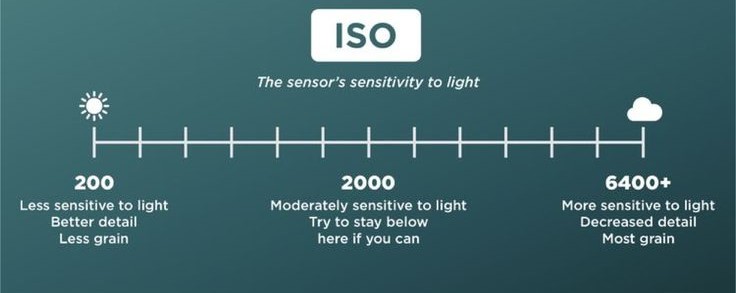 ISO
The sensor's sensitivity to light
200
Less sensitive to light
Better detail
Less grain
2000
Moderately sensitive to light
Try to stay below
here if you can
6400+
More sensitive to light
Decreased detail
Most grain